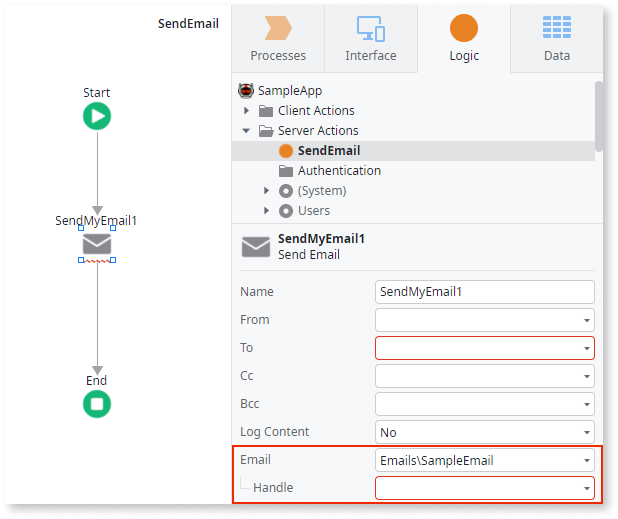 SendEmail
Start
SendMyEmail1
End
Processes
Interface
Logic
Data
SampleApp
Client Actions
Server Actions
SendEmail
Authentication
(System)
Users
SendMyEmail1
Send Email
Name SendMyEmail1
From
To
Cc
Bcc
Log Content No
Email Emails\SampleEmail
Handle